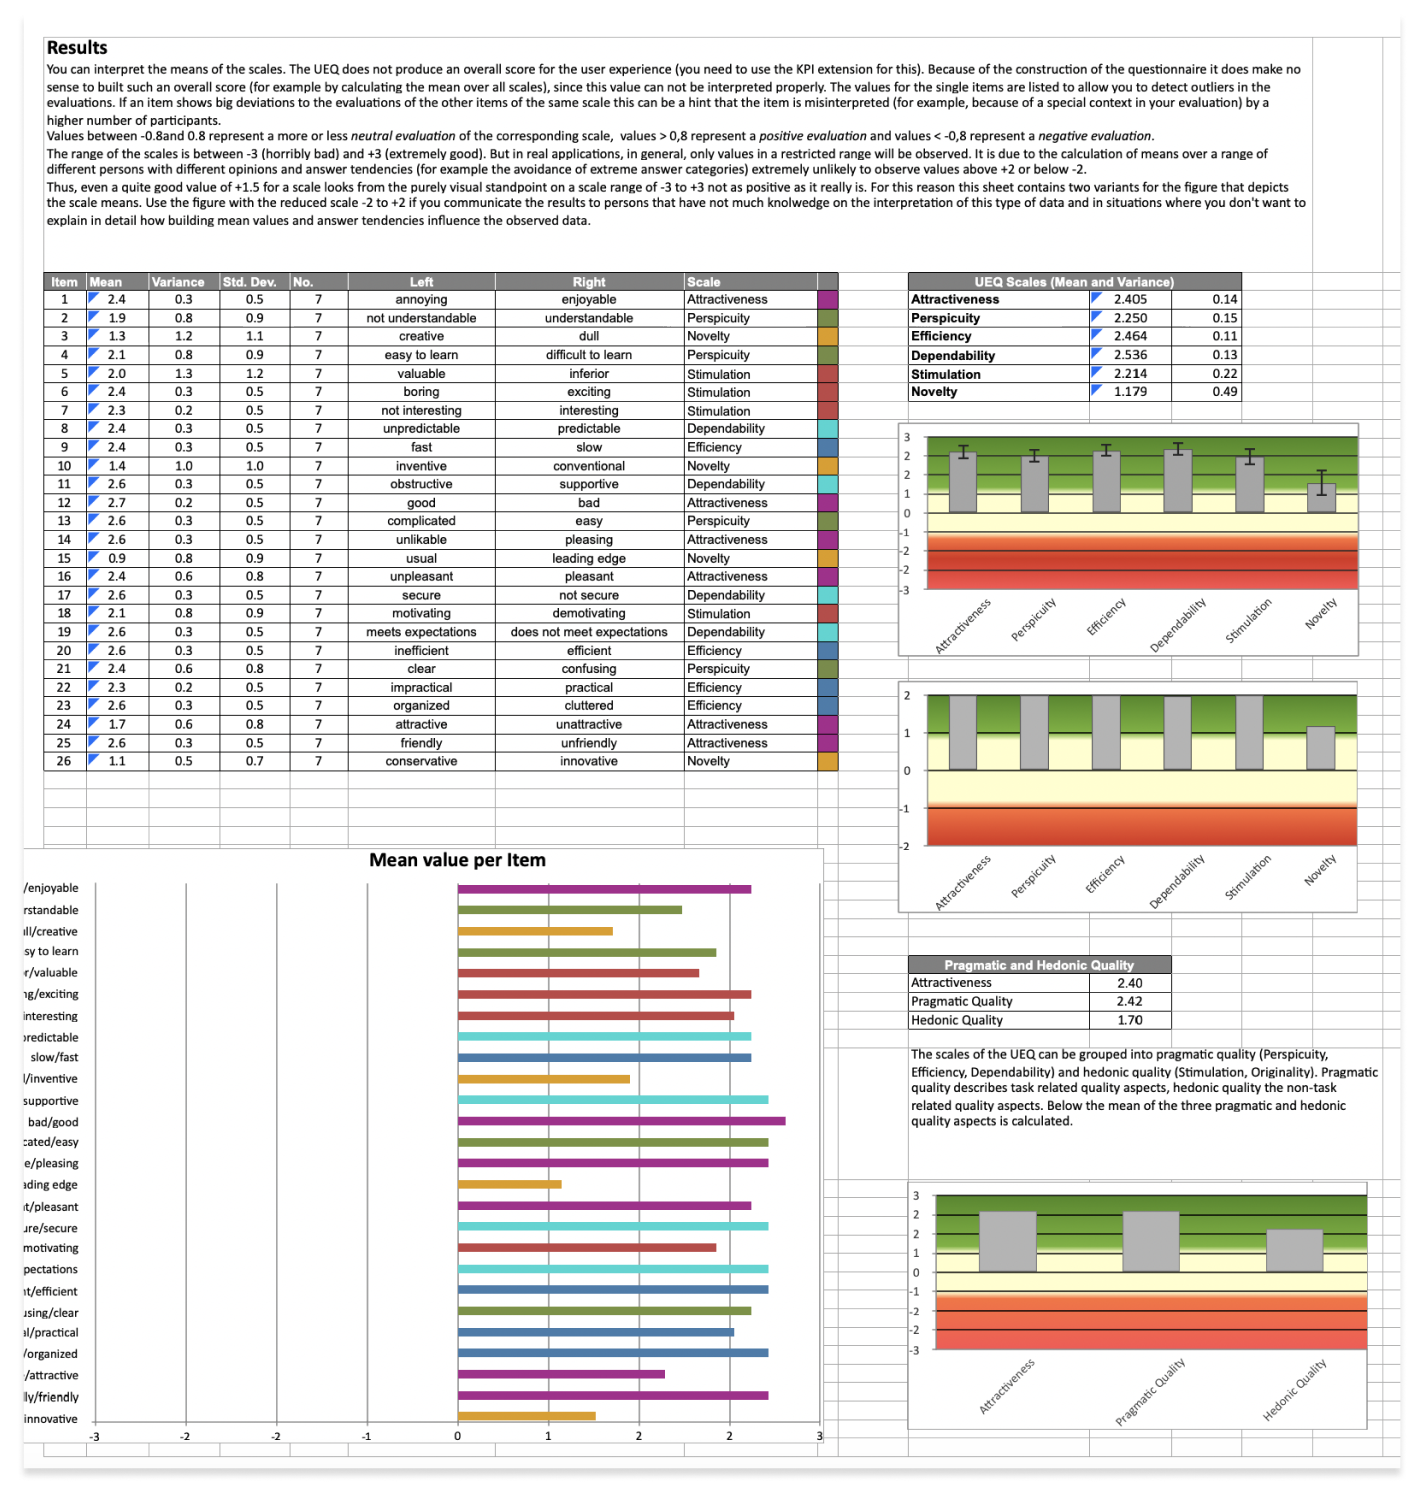 Results
You can interpret the means of the scales. The UEQ does not produce an overall score for the user experience (you need to use the KPI extension for this). Because of the construction of the questionnaire it does make no
sense to built such an overall score (for example by calculating the mean over all scales), since this value can not be interpreted properly. The values for the single items are listed to allow you to detect outliers in the
evaluations. If an item shows big deviations to the evaluations of the other items of the same scale this can be a hint that the item is misinterpreted (for example, because of a special context in your evaluation) by a
higher number of participants.
Values between -0.8and 0.8 represent a more or less neutral evaluation of the corresponding scale, values > 0,8 represent a positive evaluation and values < -0,8 represent a negative evaluation.
The range of the scales is between -3 (horribly bad) and +3 (extremely good). But in real applications, in general, only values in a restricted range will be observed. It is due to the calculation of means over a range of
different persons with different opinions and answer tendencies (for example the avoidance of extreme answer categories) extremely unlikely to observe values above +2 or below -2.
Thus, even a quite good value of +1.5 for a scale looks from the purely visual standpoint on a scale range of -3 to +3 not as positive as it really is. For this reason this sheet contains two variants for the figure that depicts
the scale means. Use the figure with the reduced scale -2 to +2 if you communicate the results to persons that have not much knolwedge on the interpretation of this type of data and in situations where you don't want to
explain in detail how building mean values and answer tendencies influence the observed data.
Item Mean Variance Std. Dev. No. Left Right Scale
1 2.4 0.3 0.5 7 annoying enjoyable Attractiveness
2 1.9 0.8 0.9 7 not understandable understandable Perspicuity
3 1.3 1.2 1.1 7 creative dull Novelty
4 2.1 0.8 0.9 7 easy to learn difficult to learn Perspicuity
5 2.0 1.3 1.2 7 valuable inferior Stimulation
6 2.4 0.3 0.5 7 boring exciting Stimulation
7 2.3 0.2 0.5 7 not interesting interesting Stimulation
8 2.4 0.3 0.5 7 unpredictable predictable Dependability
9 2.4 0.3 0.5 7 fast slow Efficiency
10 1.4 1.0 1.0 7 inventive conventional Novelty
11 2.6 0.3 0.5 7 obstructive supportive Dependability
12 2.7 0.2 0.5 7 good bad Attractiveness
13 2.6 0.3 0.5 7 complicated easy Perspicuity
14 2.6 0.3 0.5 7 unlikable pleasing Attractiveness
15 0.9 0.8 0.9 7 usual leading edge Novelty
16 2.4 0.6 0.8 7 unpleasant pleasant Attractiveness
17 2.6 0.3 0.5 7 secure not secure Dependability
18 2.1 0.8 0.9 7 motivating demotivating Stimulation
19 2.6 0.3 0.5 7 meets expectations does not meet expectations Dependability
20 2.6 0.3 0.5 7 inefficient efficient Efficiency
21 2.4 0.6 0.8 7 clear confusing Perspicuity
22 2.3 0.2 0.5 7 impractical practical Efficiency
23 2.6 0.3 0.5 7 organized cluttered Efficiency
24 1.7 0.6 0.8 7 attractive unattractive Attractiveness
25 2.6 0.3 0.5 7 friendly unfriendly Attractiveness
26 1.1 0.5 0.7 7 conservative innovative Novelty
UEQ Scales (Mean and Variance)
Attractiveness 2.405 0.14
Perspicuity 2.250 0.15
Efficiency 2.464 0.11
Dependability 2.536 0.13
Stimulation 2.214 0.22
Novelty 1.179 0.49
3
2
2
1
0
-1
-2
-2
-3
Attractiveness Perspicuity Efficiency Dependability Stimulation Novelty
2
1
0
-1
-2
Attractiveness Perspicuity Efficiency Dependability Stimulation Novelty
Mean value per Item
/enjoyable
rstandable
ll/creative
sy to learn
r/valuable
ng/exciting
interesting
predictable
slow/fast
l/inventive
supportive
bad/good
cated/easy
e/pleasing
ading edge
t/pleasant
ure/secure
motivating
pectations
nt/efficient
using/clear
al/practical
/organized
/attractive
ly/friendly
innovative
-3 -2 -2 -1 0 1 2 2 3
Pragmatic and Hedonic Quality
Attractiveness 2.40
Pragmatic Quality 2.42
Hedonic Quality 1.70
The scales of the UEQ can be grouped into pragmatic quality (Perspicuity,
Efficiency, Dependability) and hedonic quality (Stimulation, Originality). Pragmatic
quality describes task related quality aspects, hedonic quality the non-task
related quality aspects. Below the mean of the three pragmatic and hedonic
quality aspects is calculated.
3
2
2
1
0
-1
-2
-2
-3
Attractiveness Pragmatic Quality Hedonic Quality